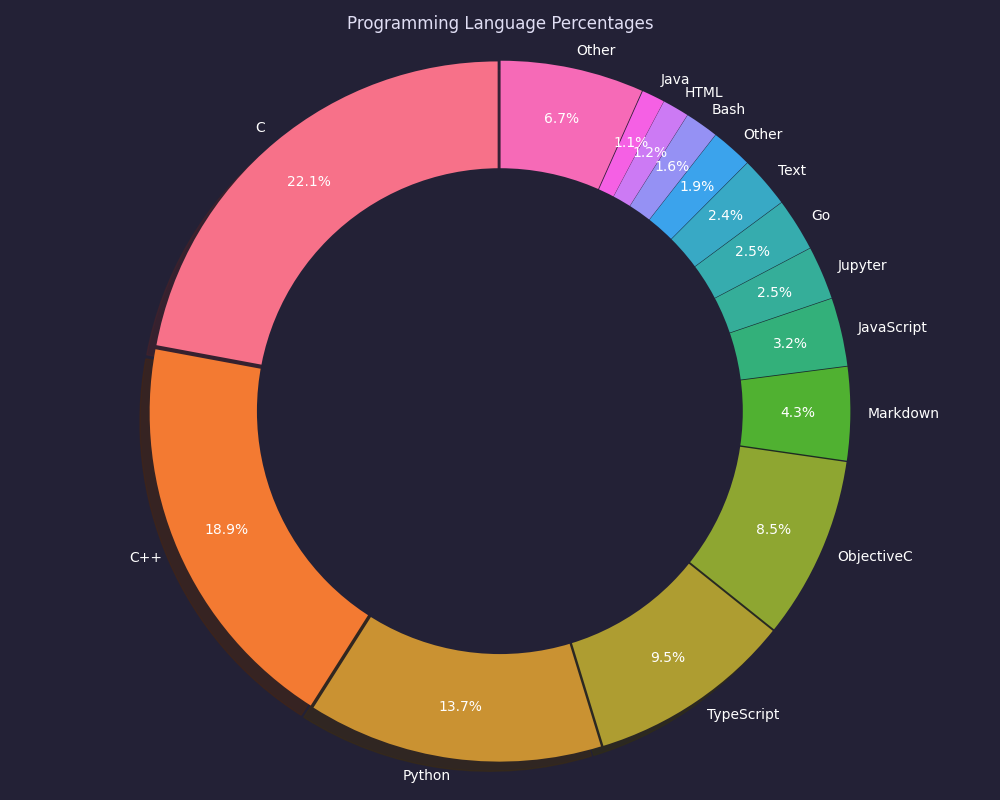 Programming Language Percentages
Other
6.7%
Java
1.1%
HTML
1.2%
Bash
1.6%
Other
1.9%
Text
2.4%
Go
2.5%
Jupyter
2.5%
JavaScript
3.2%
Markdown
4.3%
ObjectiveC
8.5%
TypeScript
9.5%
Python
13.7%
C++
18.9%
C
22.1%